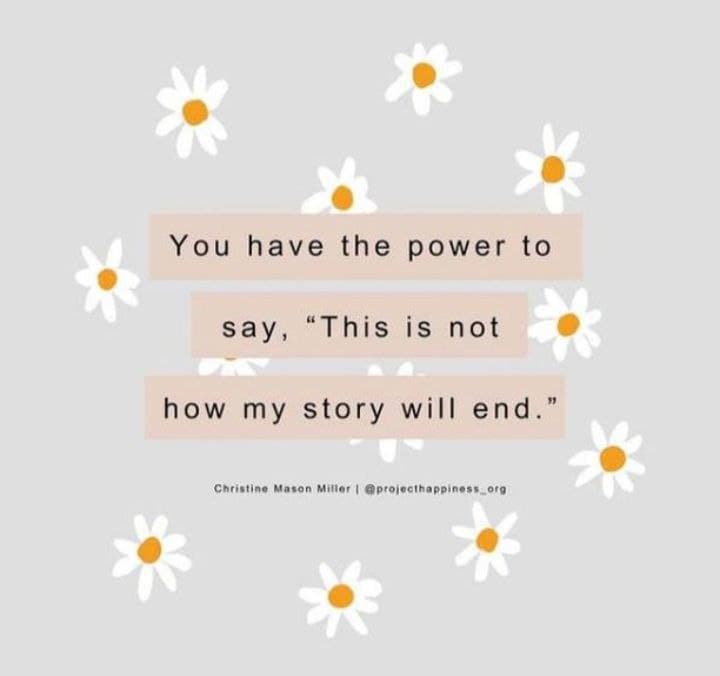 You have the power to
say, “This is not
how my story will end.”
Christine Mason Miller | @projecthappiness_org